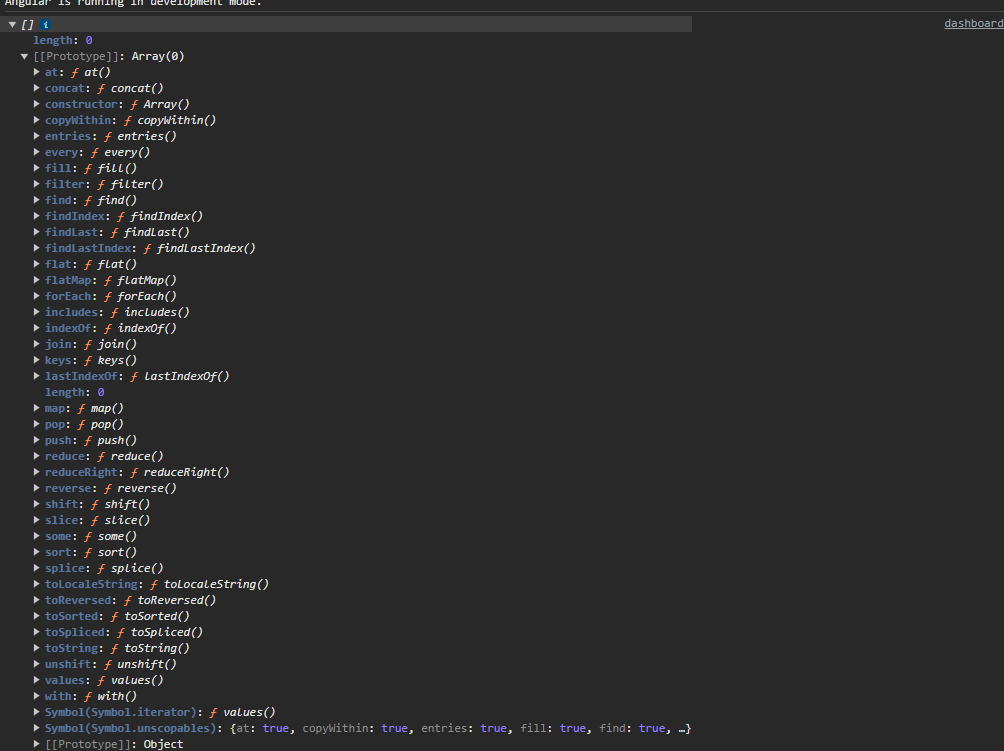 Angular is running in development mode.
▼ [] i dashboard
length: 0
▼ [[Prototype]]: Array(0)
▶ at: ƒ at()
▶ concat: ƒ concat()
▶ constructor: ƒ Array()
▶ copyWithin: ƒ copyWithin()
▶ entries: ƒ entries()
▶ every: ƒ every()
▶ fill: ƒ fill()
▶ filter: ƒ filter()
▶ find: ƒ find()
▶ findIndex: ƒ findIndex()
▶ findLast: ƒ findLast()
▶ findLastIndex: ƒ findLastIndex()
▶ flat: ƒ flat()
▶ flatMap: ƒ flatMap()
▶ forEach: ƒ forEach()
▶ includes: ƒ includes()
▶ indexOf: ƒ indexOf()
▶ join: ƒ join()
▶ keys: ƒ keys()
▶ lastIndexOf: ƒ lastIndexOf()
length: 0
▶ map: ƒ map()
▶ pop: ƒ pop()
▶ push: ƒ push()
▶ reduce: ƒ reduce()
▶ reduceRight: ƒ reduceRight()
▶ reverse: ƒ reverse()
▶ shift: ƒ shift()
▶ slice: ƒ slice()
▶ some: ƒ some()
▶ sort: ƒ sort()
▶ splice: ƒ splice()
▶ toLocaleString: ƒ toLocaleString()
▶ toReversed: ƒ toReversed()
▶ toSorted: ƒ toSorted()
▶ toSpliced: ƒ toSpliced()
▶ toString: ƒ toString()
▶ unshift: ƒ unshift()
▶ values: ƒ values()
▶ with: ƒ with()
▶ Symbol(Symbol.iterator): ƒ values()
▶ Symbol(Symbol.unscopables): {at: true, copyWithin: true, entries: true, fill: true, find: true, …}
▶ [[Prototype]]: Object